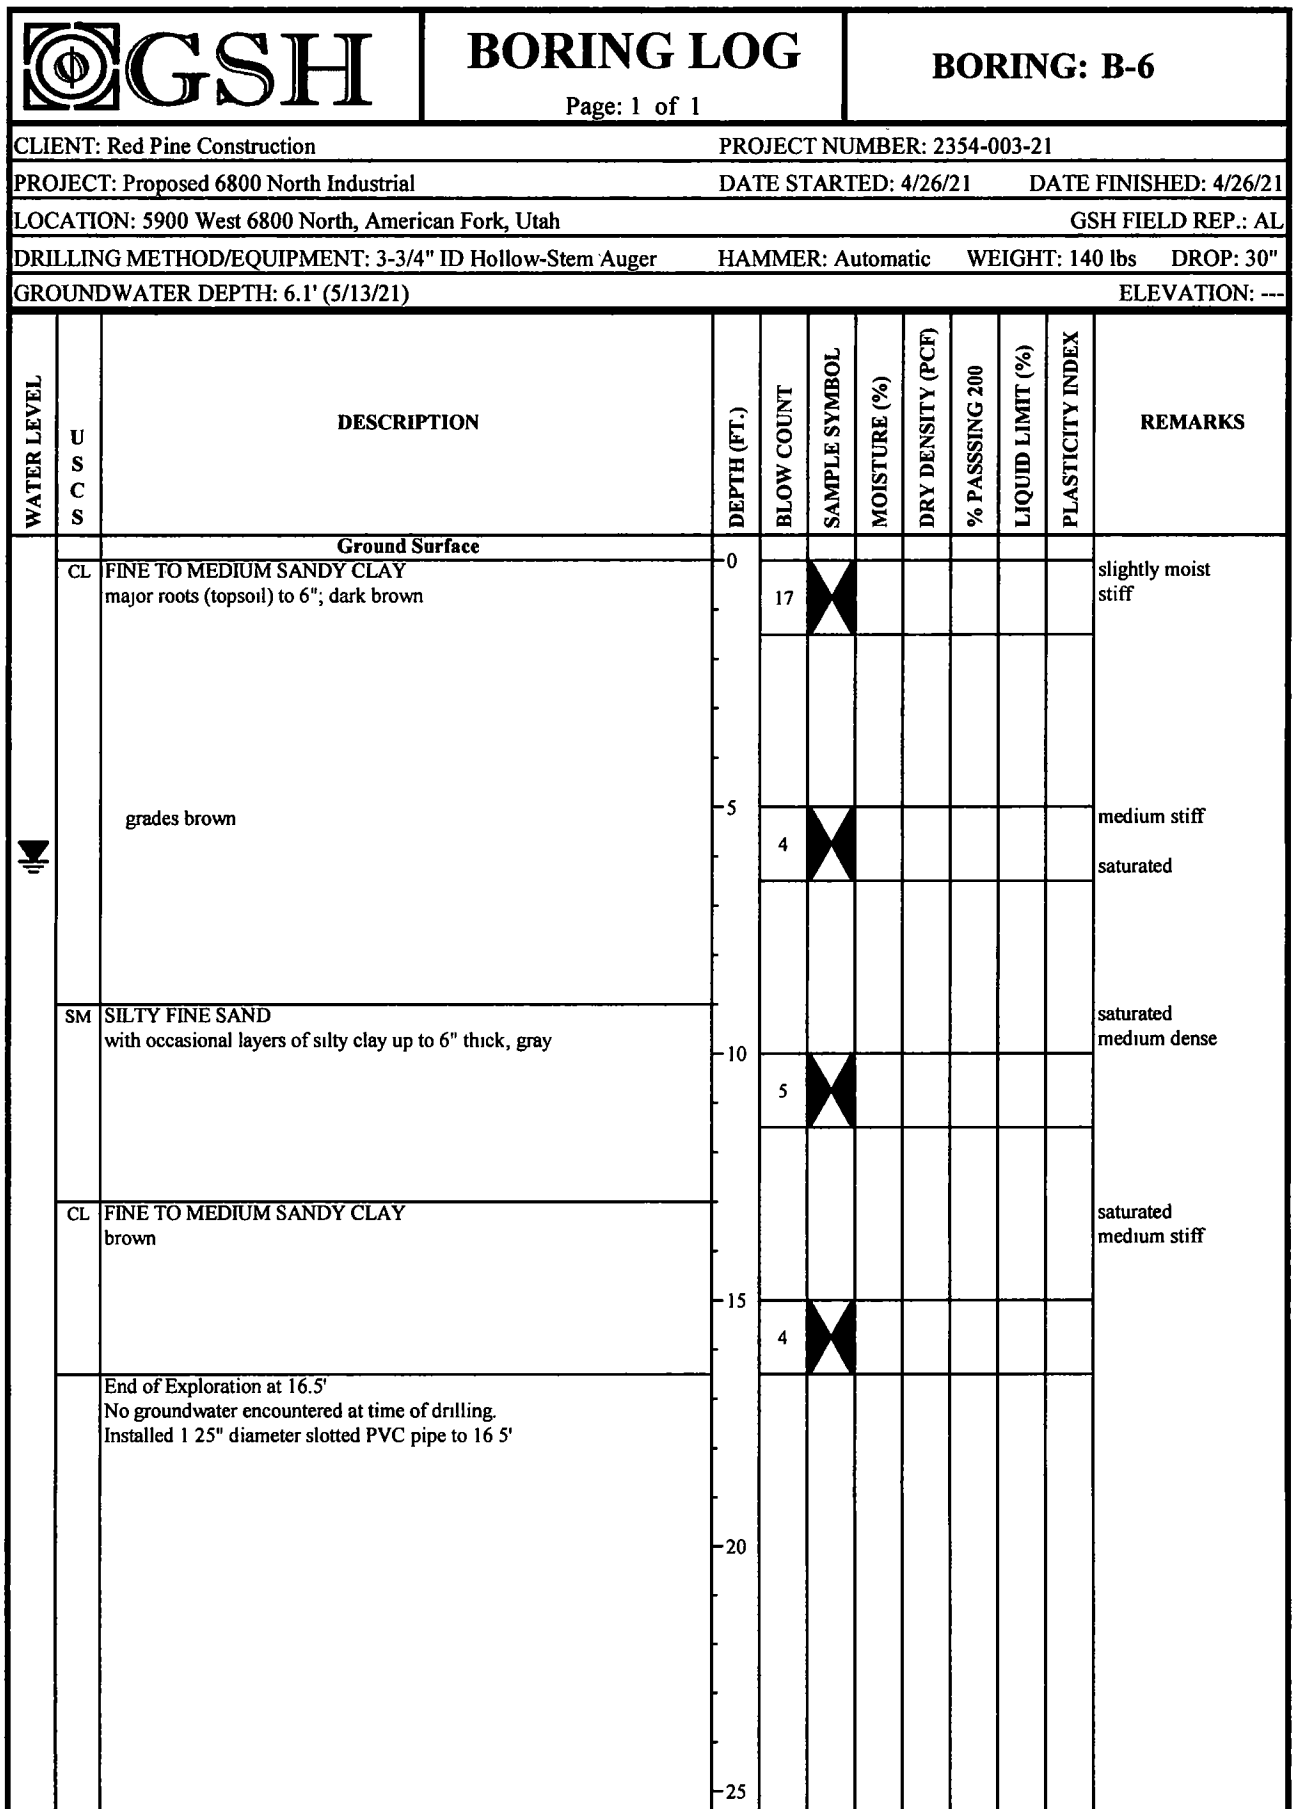 GSH
BORING LOG
Page: 1 of 1
BORING: B-6
CLIENT: Red Pine Construction
PROJECT NUMBER: 2354-003-21
PROJECT: Proposed 6800 North Industrial
DATE STARTED: 4/26/21
DATE FINISHED: 4/26/21
LOCATION: 5900 West 6800 North, American Fork, Utah
GSH FIELD REP.: AL
DRILLING METHOD/EQUIPMENT: 3-3/4" ID Hollow-Stem Auger
HAMMER: Automatic
WEIGHT: 140 lbs
DROP: 30"
GROUNDWATER DEPTH: 6.1' (5/13/21)
ELEVATION: ---
WATER LEVEL
U
S
C
S
DESCRIPTION
DEPTH (FT.)
BLOW COUNT
SAMPLE SYMBOL
MOISTURE (%)
DRY DENSITY (PCF)
% PASSSING 200
LIQUID LIMIT (%)
PLASTICITY INDEX
REMARKS
Ground Surface
0
CL FINE TO MEDIUM SANDY CLAY
slightly moist
major roots (topsoil) to 6"; dark brown
17
stiff
5
grades brown
medium stiff
4
saturated
SM SILTY FINE SAND
saturated
with occasional layers of silty clay up to 6" thick, gray
medium dense
10
5
CL FINE TO MEDIUM SANDY CLAY
saturated
brown
medium stiff
15
4
End of Exploration at 16.5'
No groundwater encountered at time of drilling.
Installed 1 25" diameter slotted PVC pipe to 16 5'
20
25